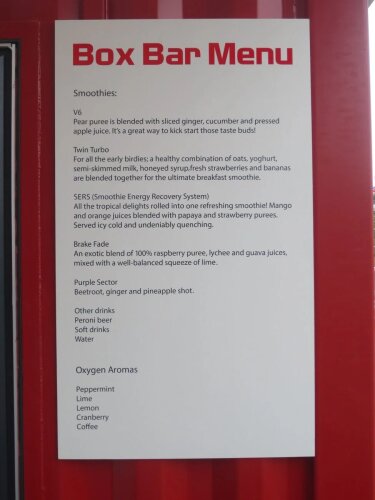 Box Bar Menu
Smoothies:
V6
Pear puree is blended with sliced ginger, cucumber and pressed
apple juice. It's a great way to kick start those taste buds!
Twin Turbo
For all the early birdies; a healthy combination of oats, yoghurt,
semi-skimmed milk, honeyed syrup,fresh strawberries and bananas
are blended together for the ultimate breakfast smoothie.
SERS (Smoothie Energy Recovery System)
All the tropical delights rolled into one refreshing smoothie! Mango
and orange juices blended with papaya and strawberry purees.
Served icy cold and undeniably quenching.
Brake Fade
An exotic blend of 100% raspberry puree, lychee and guava juices,
mixed with a well-balanced squeeze of lime.
Purple Sector
Beetroot, ginger and pineapple shot.
Other drinks
Peroni beer
Soft drinks
Water
Oxygen Aromas
Peppermint
Lime
Lemon
Cranberry
Coffee